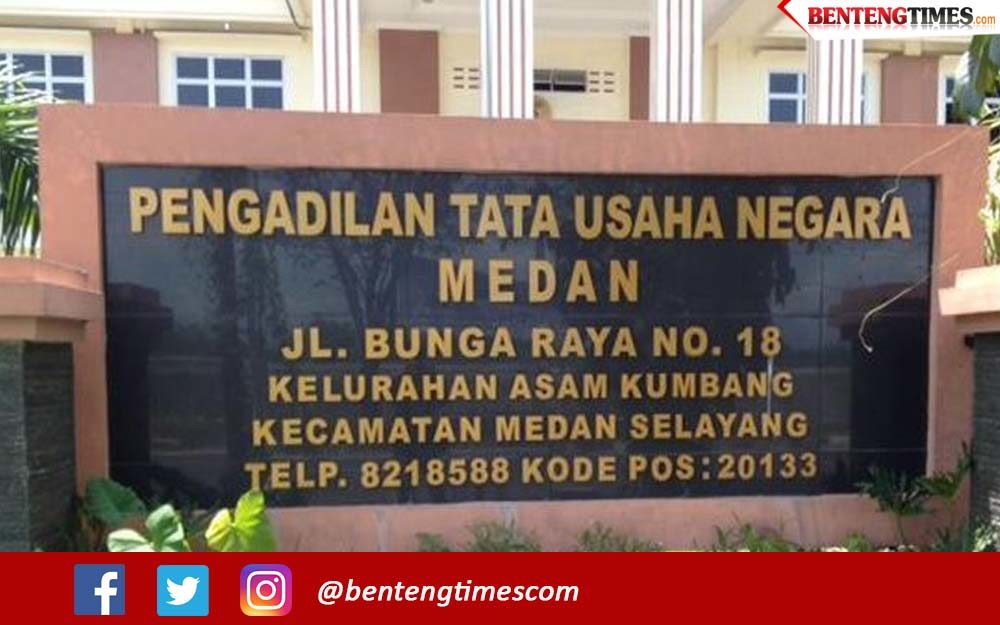 BENTENGTIMES.com
PENGADILAN TATA USAHA NEGARA
MEDAN
JL. BUNGA RAYA NO. 18
KELURAHAN ASAM KUMBANG
KECAMATAN MEDAN SELAYANG
TELP. 8218588 KODE POS : 20133
@bentengtimescom